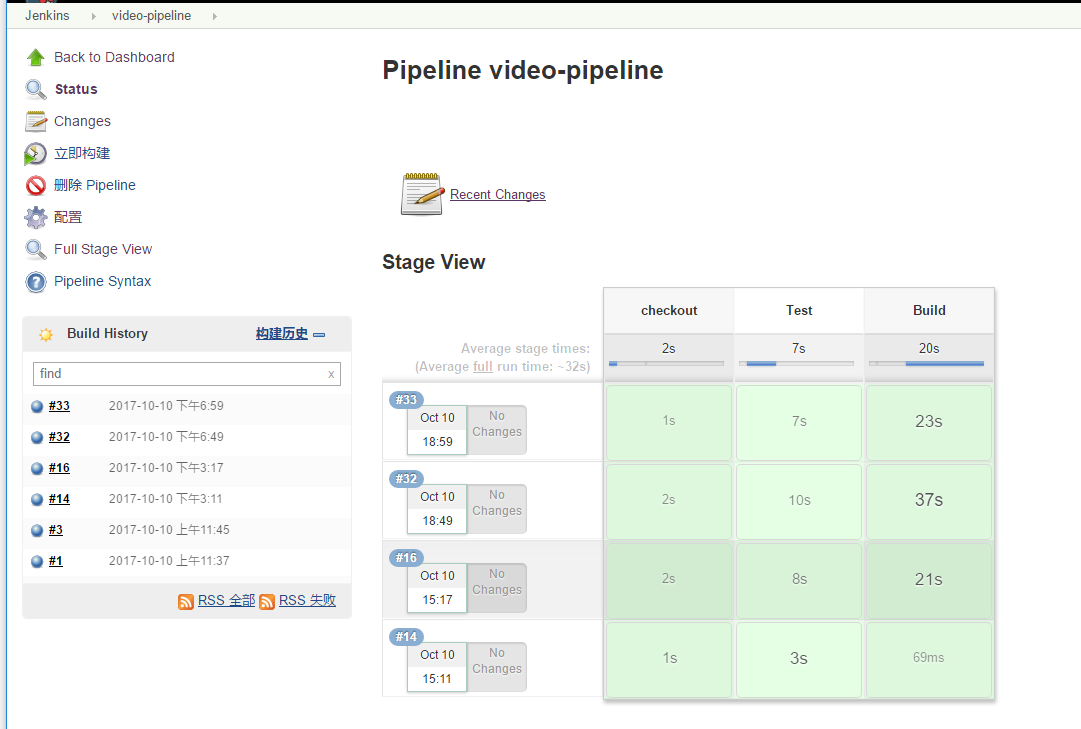 Jenkins
video-pipeline
Back to Dashboard
Status
Changes
立即构建
删除 Pipeline
配置
Full Stage View
Pipeline Syntax
Build History
构建历史
find
x
#33 2017-10-10 下午6:59
#32 2017-10-10 下午6:49
#16 2017-10-10 下午3:17
#14 2017-10-10 下午3:11
#3 2017-10-10 上午11:45
#1 2017-10-10 上午11:37
RSS 全部 RSS 失败
Pipeline video-pipeline
Recent Changes
Stage View
checkout Test Build
Average stage times: 2s 7s 20s
(Average full run time: ~32s)
#33
Oct 10
18:59
No
Changes
1s 7s 23s
#32
Oct 10
18:49
No
Changes
2s 10s 37s
#16
Oct 10
15:17
No
Changes
2s 8s 21s
#14
Oct 10
15:11
No
Changes
1s 3s 69ms